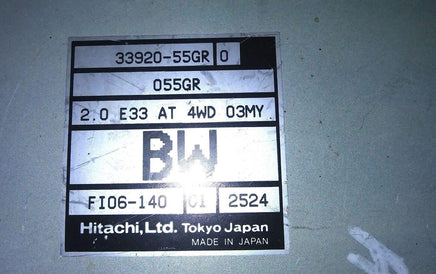 33920-55GR 0
055GR
2.0 E33 AT 4WD 03MY
BW
FI06-140 C1 2524
Hitachi, Ltd. Tokyo Japan
MADE IN JAPAN